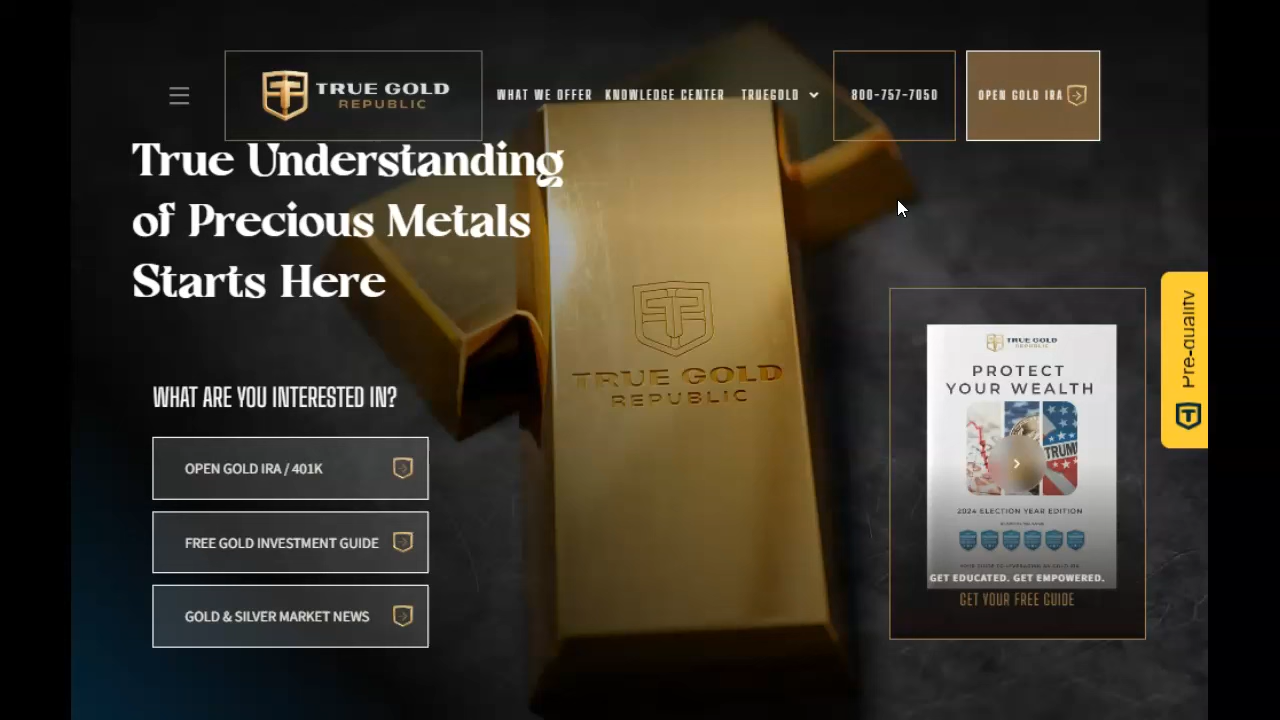 TRUE GOLD
REPUBLIC
WHAT WE OFFER
KNOWLEDGE CENTER
TRUEGOLD
800-757-7050
OPEN GOLD IRA
True Understanding
of Precious Metals
Starts Here
WHAT ARE YOU INTERESTED IN?
OPEN GOLD IRA / 401K
FREE GOLD INVESTMENT GUIDE
GOLD & SILVER MARKET NEWS
TRUE GOLD
REPUBLIC
TRUE GOLD
REPUBLIC
PROTECT
YOUR WEALTH
TRUMP
2024 ELECTION YEAR EDITION
GET EDUCATED. GET EMPOWERED.
GET YOUR FREE GUIDE
Pre-qualify